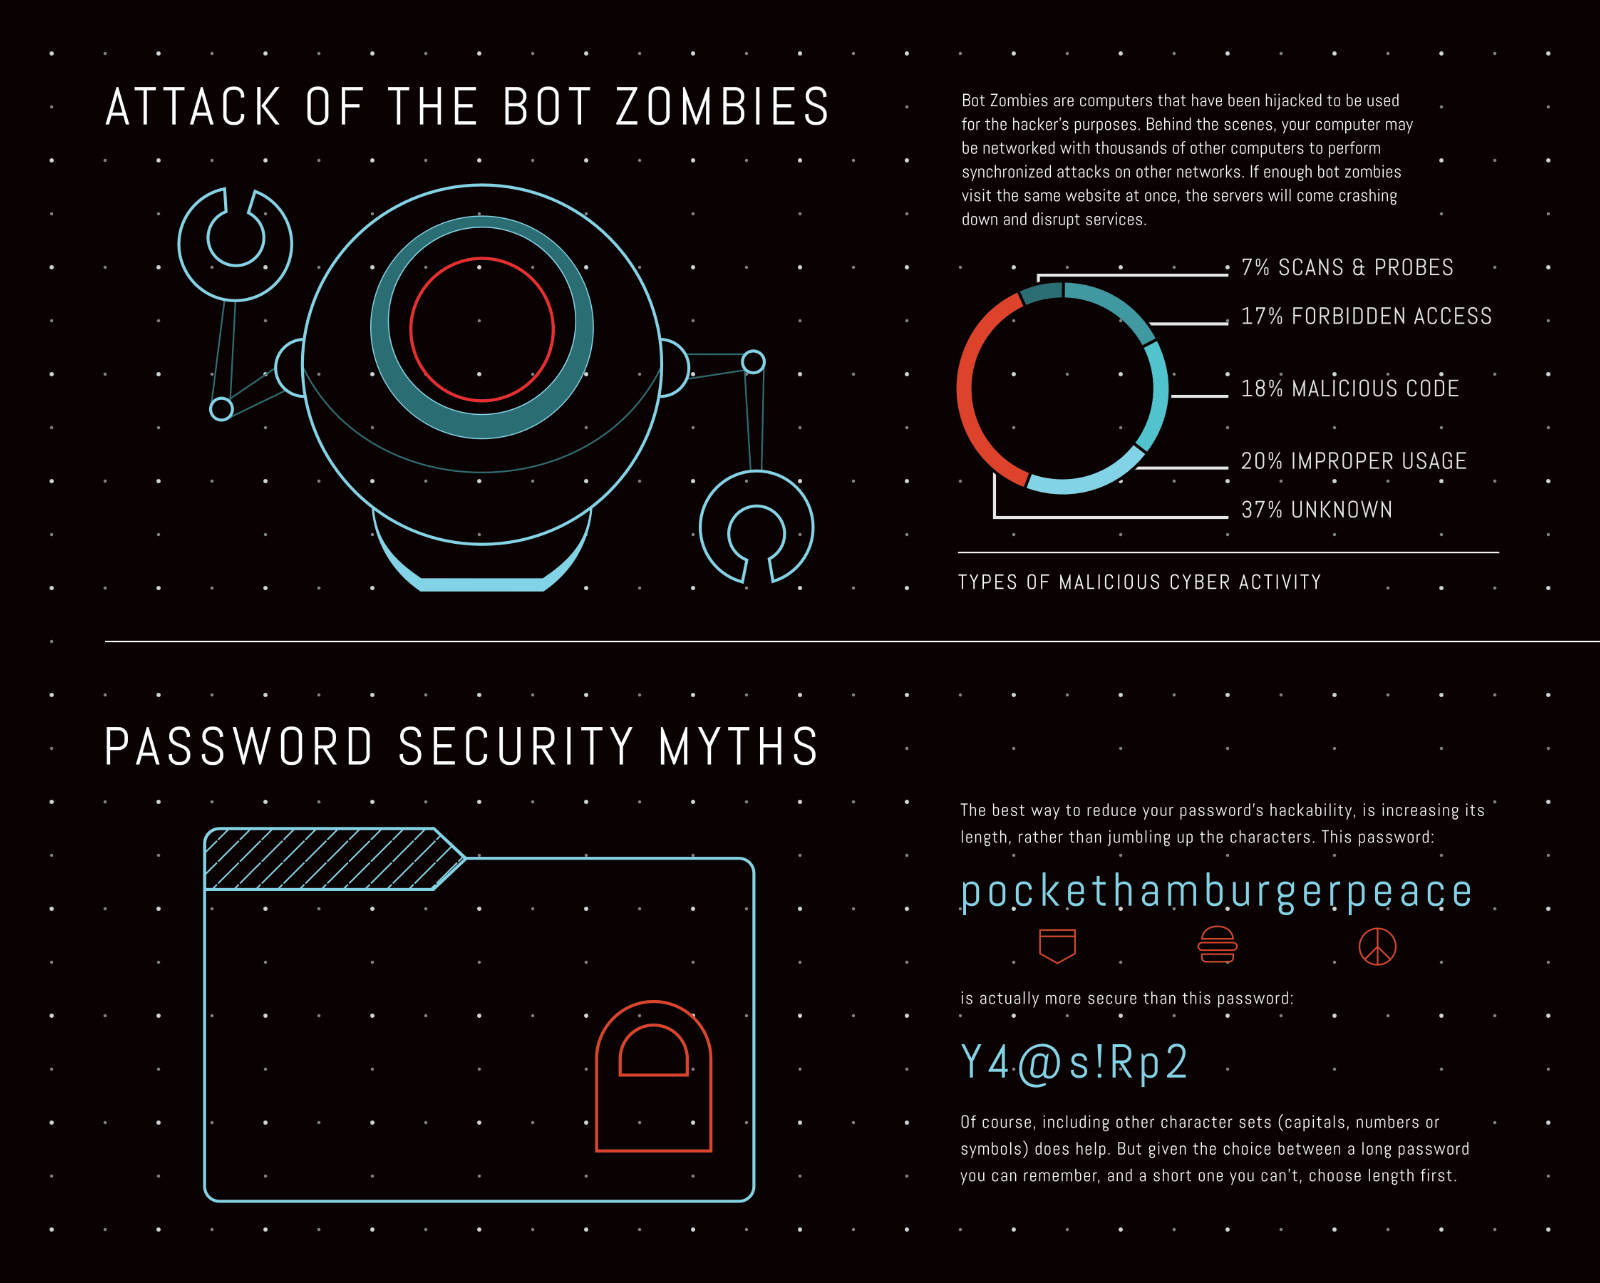 ATTACK OF THE BOT ZOMBIES
Bot Zombies are computers that have been hijacked to be used
for the hacker's purposes. Behind the scenes, your computer may
be networked with thousands of other computers to perform
synchronized attacks on other networks. If enough bot zombies
visit the same website at once, the servers will come crashing
down and disrupt services.
7% SCANS & PROBES
17% FORBIDDEN ACCESS
18% MALICIOUS CODE
20% IMPROPER USAGE
37% UNKNOWN
TYPES OF MALICIOUS CYBER ACTIVITY
PASSWORD SECURITY MYTHS
The best way to reduce your password's hackability, is increasing its
length, rather than jumbling up the characters. This password:
pockethamburgerpeace
is actually more secure than this password:
Y4@s!Rp2
Of course, including other character sets (capitals, numbers or
symbols) does help. But given the choice between a long password
you can remember, and a short one you can't, choose length first.